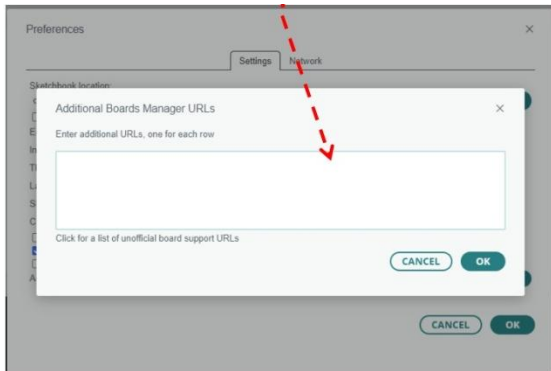 Preferences
Settings Network
Sketchbook location:
Additional Boards Manager URLs
Enter additional URLs, one for each row
Click for a list of unofficial board support URLs
CANCEL OK
CANCEL OK